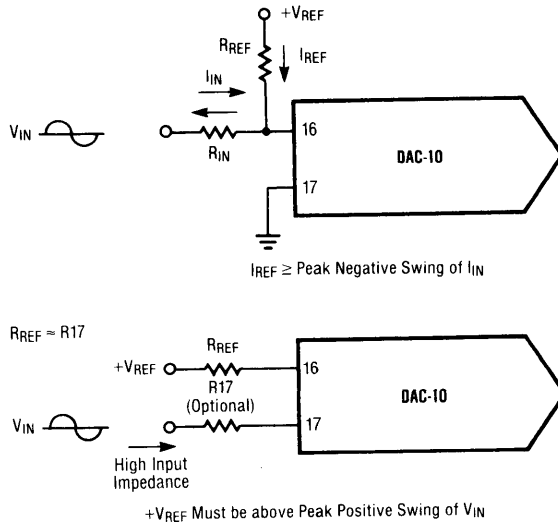 +VREF
RREF
IREF
IIN
VIN
RIN
16
17
DAC-10
IREF ≥ Peak Negative Swing of IIN
RREF ≈ R17
+VREF
RREF
16
R17
(Optional)
DAC-10
VIN
17
High Input
Impedance
+VREF Must be above Peak Positive Swing of VIN